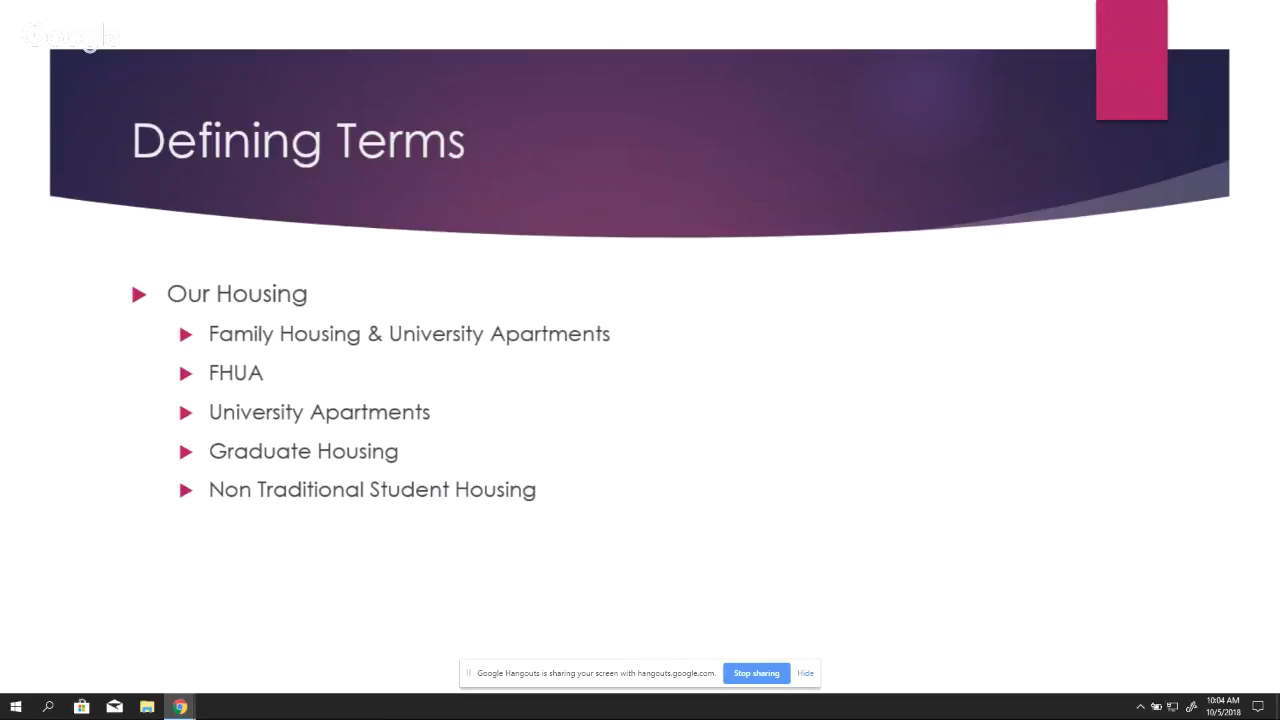 Google
Defining Terms
Our Housing
Family Housing & University Apartments
FHUA
University Apartments
Graduate Housing
Non Traditional Student Housing
Google Hangouts is sharing your screen with hangouts.google.com. Stop sharing Hide
10:04 AM
10/5/2018